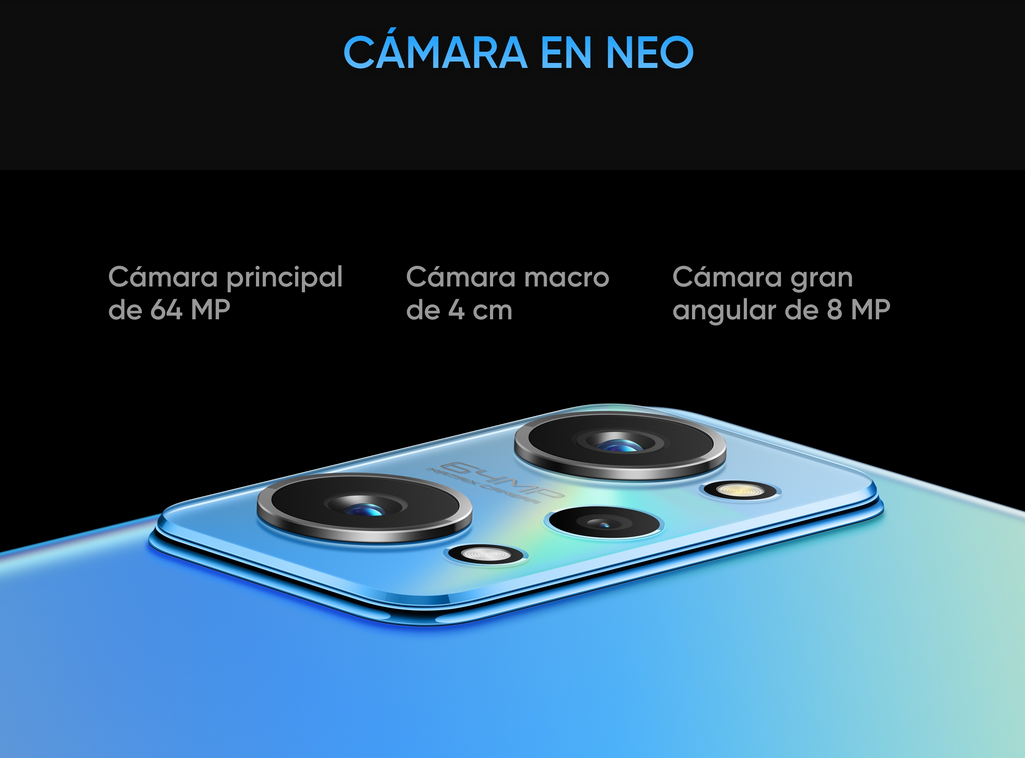 CÁMARA EN NEO
Cámara principal
de 64 MP
Cámara macro
de 4 cm
Cámara gran
angular de 8 MP
64MP